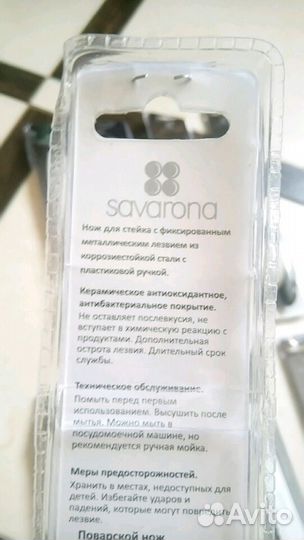 savarona
Нож для стейка с фиксированным
металлическим лезвием из
коррозиестойкой стали с
пластиковой ручкой.
Керамическое антиоксидантное,
антибактериальное покрытие.
Не оставляет послевкусия, не
вступает в химическую реакцию с
продуктами. Дополнительная
острота лезвия. Длительный срок
службы.
Техническое обслуживание.
Помыть перед первым
использованием. Высушить после
мытья. Можно мыть в
посудомоечной машине, но
рекомендуется ручная мойка.
Меры предосторожностей.
Хранить в местах, недоступных для
детей. Избегайте ударов и
падений, которые могут повредить
лезвие.
Поварской нож
Avito